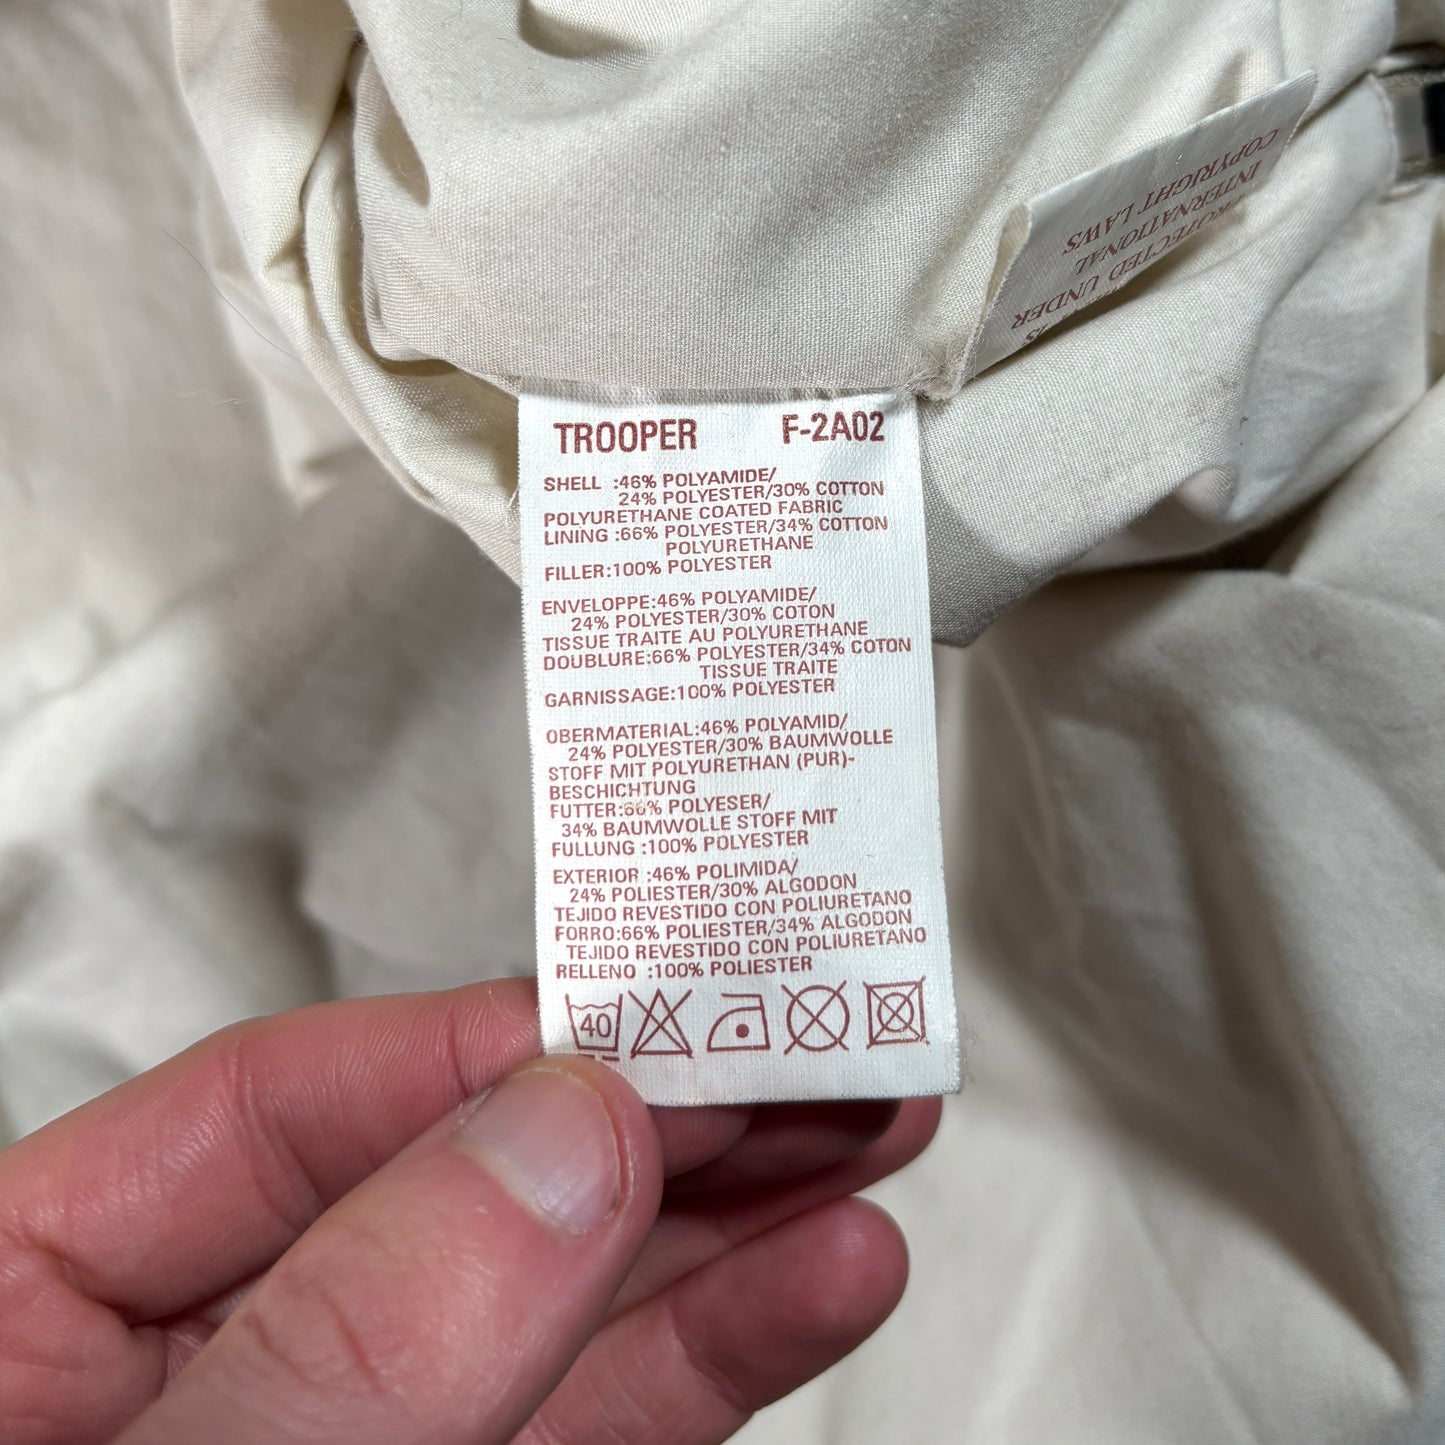 COPYRIGHT LAWS
INTERNATIONAL
PROTECTED UNDER
IS
TROOPER F-2A02
SHELL :46% POLYAMIDE/
24% POLYESTER/30% COTTON
POLYURETHANE COATED FABRIC
LINING :66% POLYESTER/34% COTTON
POLYURETHANE
FILLER:100% POLYESTER
ENVELOPPE:46% POLYAMIDE/
24% POLYESTER/30% COTON
TISSUE TRAITE AU POLYURETHANE
DOUBLURE:66% POLYESTER/34% COTON
TISSUE TRAITE
GARNISSAGE:100% POLYESTER
OBERMATERIAL:46% POLYAMID/
24% POLYESTER/30% BAUMWOLLE
STOFF MIT POLYURETHAN (PUR)-
BESCHICHTUNG
FUTTER:66% POLYESER/
34% BAUMWOLLE STOFF MIT
FULLUNG :100% POLYESTER
EXTERIOR :46% POLIMIDA/
24% POLIESTER/30% ALGODON
TEJIDO REVESTIDO CON POLIURETANO
FORRO:66% POLIESTER/34% ALGODON
TEJIDO REVESTIDO CON POLIURETANO
RELLENO :100% POLIESTER
40